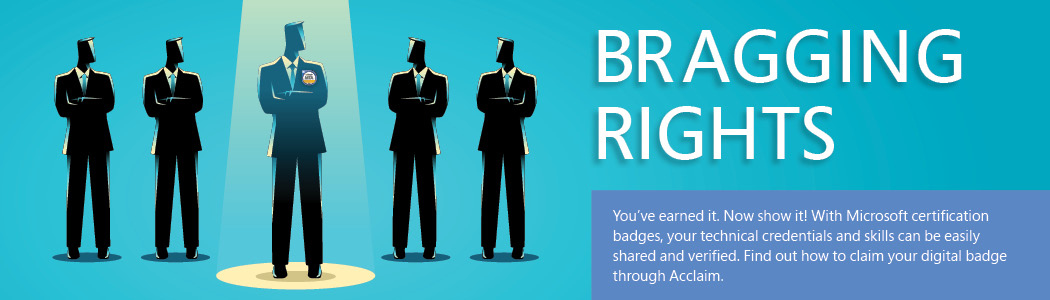 BRAGGING
RIGHTS
You’ve earned it. Now show it! With Microsoft certification
badges, your technical credentials and skills can be easily
shared and verified. Find out how to claim your digital badge
through Acclaim.